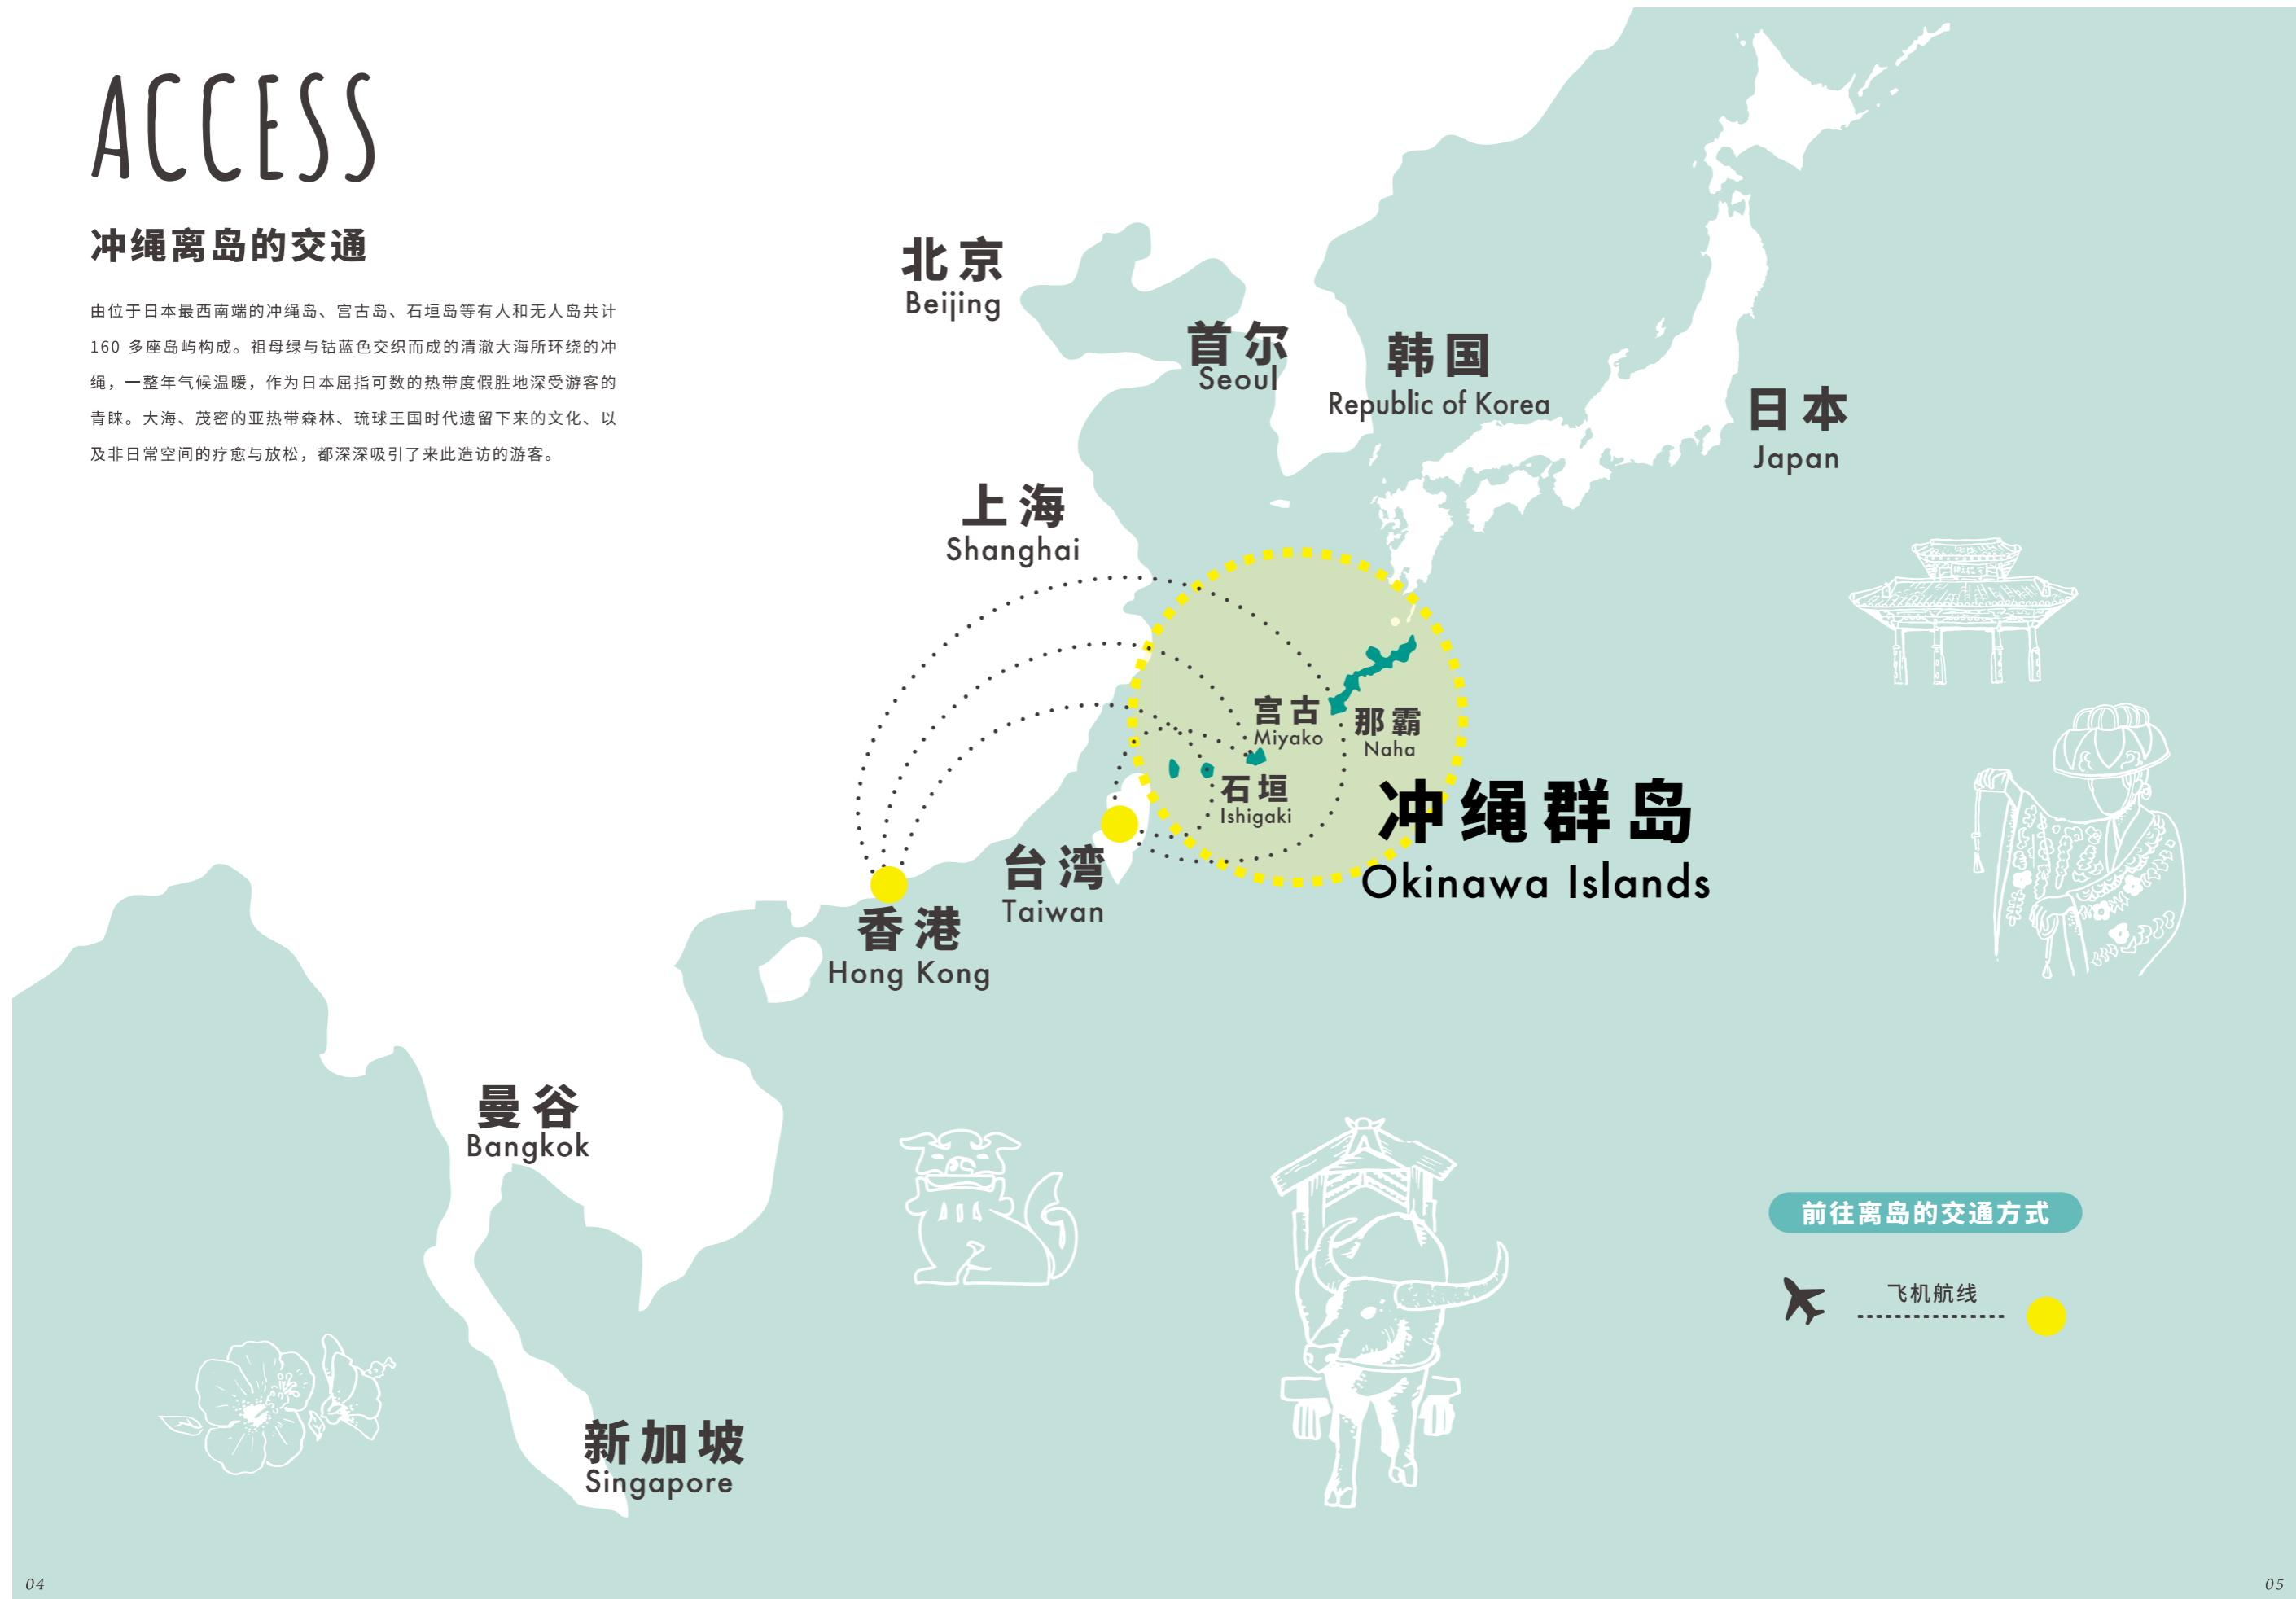 ACCESS
冲绳离岛的交通
由位于日本最西南端的冲绳岛、宫古岛、石垣岛等有人和无人岛共计
160 多座岛屿构成。祖母绿与钴蓝色交织而成的清澈大海所环绕的冲
绳，一整年气候温暖，作为日本屈指可数的热带度假胜地深受游客的
青睐。大海、茂密的亚热带森林、琉球王国时代遗留下来的文化、以
及非日常空间的疗愈与放松，都深深吸引了来此造访的游客。
北京
Beijing
首尔
Seoul
韩国
Republic of Korea
日本
Japan
上海
Shanghai
宫古
Miyako
那霸
Naha
石垣
Ishigaki
冲绳群岛
Okinawa Islands
台湾
Taiwan
香港
Hong Kong
曼谷
Bangkok
新加坡
Singapore
前往离岛的交通方式
飞机航线
04
05